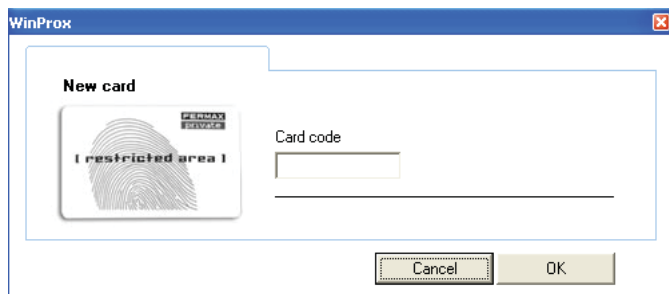 WinProx
New card
FERMAX
private
[ restricted area ]
Card code
Cancel
OK